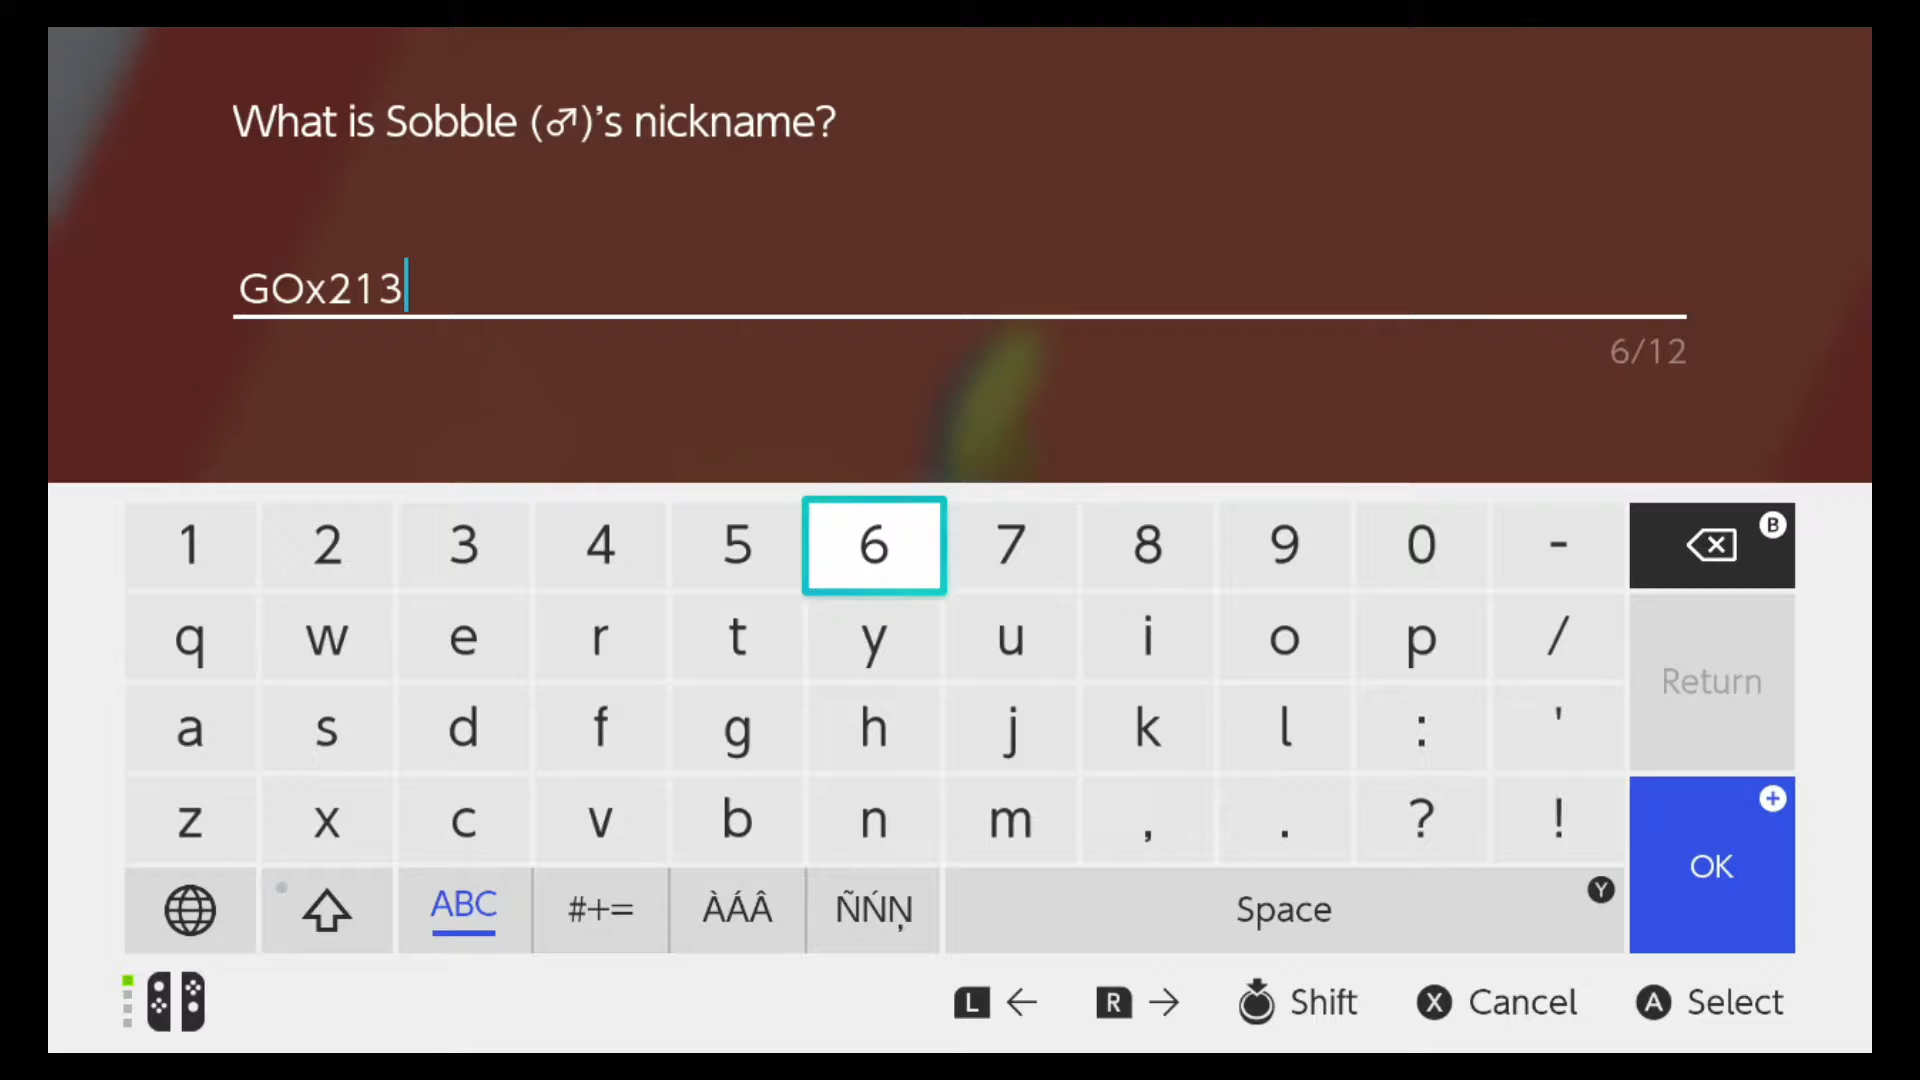 What is Sobble (♂)'s nickname?
GOx213
6/12
1 2 3 4 5 6 7 8 9 0 - B
q w e r t y u i o p /
Return
a s d f g h j k l : '
z x c v b n m , . ? !
OK
ABC #+= ÀÁÂ ÑŃŅ Space Y
L ← R → Shift X Cancel A Select